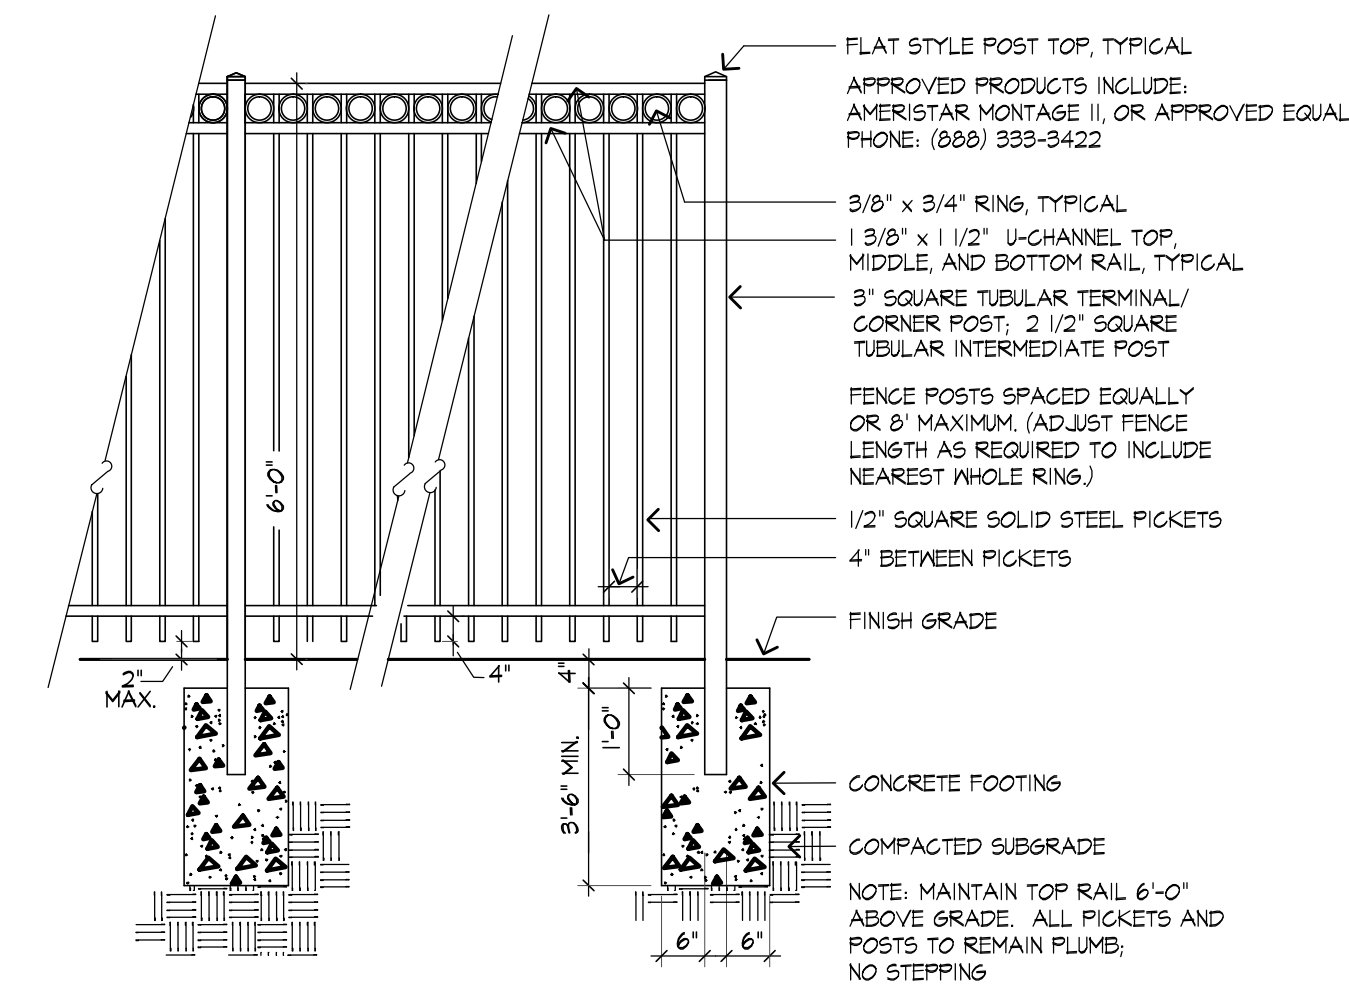 FLAT STYLE POST TOP, TYPICAL
APPROVED PRODUCTS INCLUDE:
AMERISTAR MONTAGE II, OR APPROVED EQUAL
PHONE: (888) 333-3422
3/8" x 3/4" RING, TYPICAL
1 3/8" x 1 1/2" U-CHANNEL TOP,
MIDDLE, AND BOTTOM RAIL, TYPICAL
3" SQUARE TUBULAR TERMINAL/
CORNER POST; 2 1/2" SQUARE
TUBULAR INTERMEDIATE POST
FENCE POSTS SPACED EQUALLY
OR 8' MAXIMUM. (ADJUST FENCE
LENGTH AS REQUIRED TO INCLUDE
NEAREST WHOLE RING.)
6'-0"
1/2" SQUARE SOLID STEEL PICKETS
4" BETWEEN PICKETS
FINISH GRADE
2"
MAX.
4"
4"
1'-0"
3'-6" MIN.
CONCRETE FOOTING
COMPACTED SUBGRADE
NOTE: MAINTAIN TOP RAIL 6'-0"
ABOVE GRADE. ALL PICKETS AND
POSTS TO REMAIN PLUMB;
NO STEPPING
6"
6"